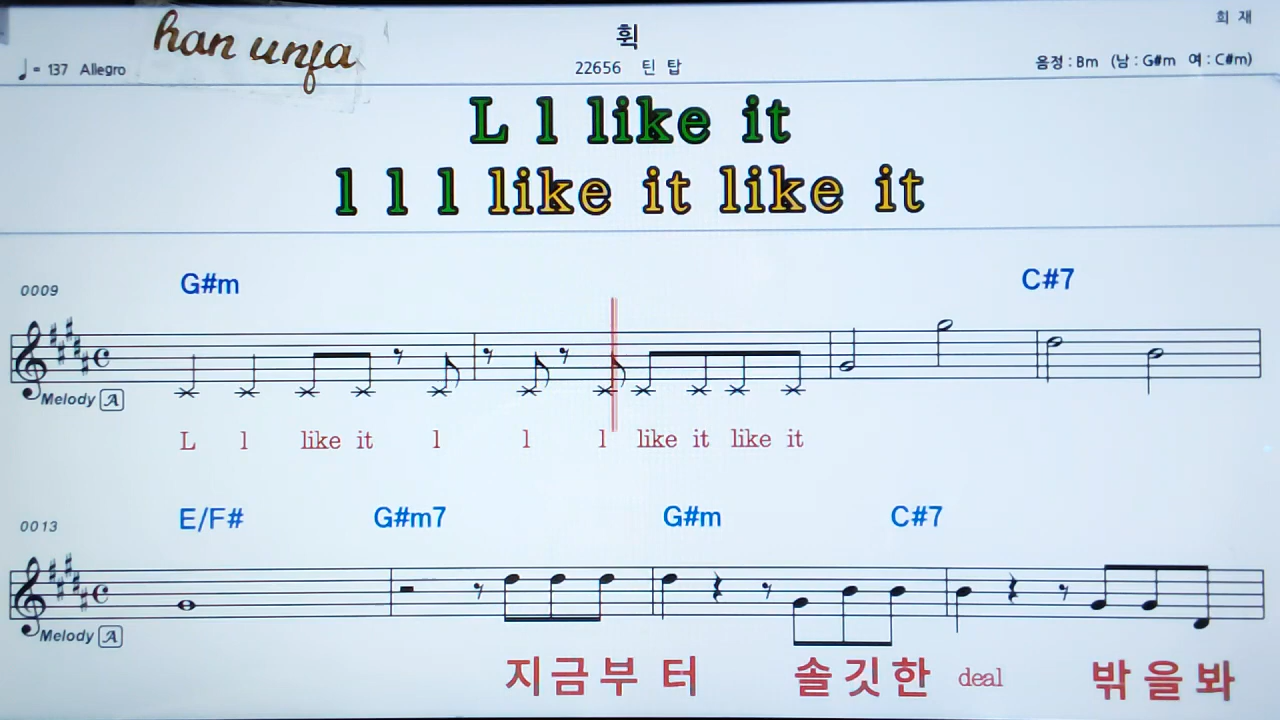 han unja
휙
희 재
♩= 137 Allegro
22656 틴 탑
음정 : Bm (남 : G#m 여 : C#m)
L l like it
l l l like it like it
0009
G#m C#7
Melody A
L l like it l l l like it like it
0013
E/F# G#m7 G#m C#7
Melody A
지금부 터 솔깃한 deal 밖을봐